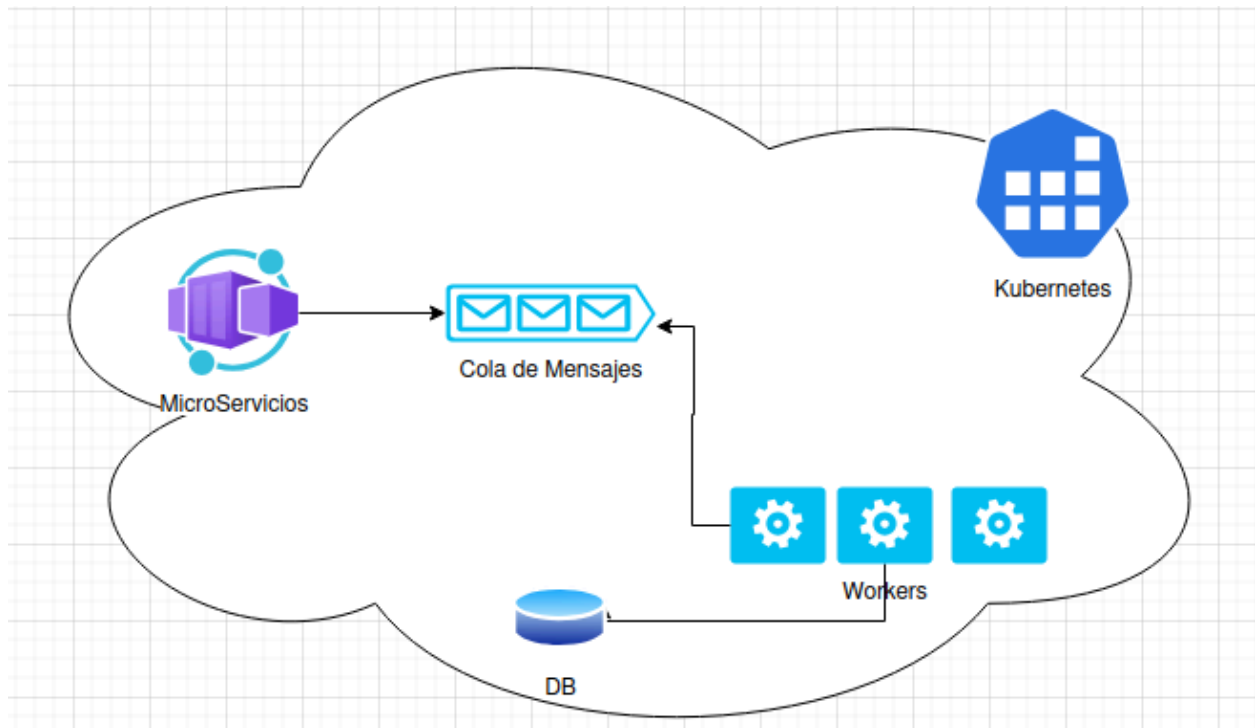 Kubernetes
Cola de Mensajes
MicroServicios
Workers
DB